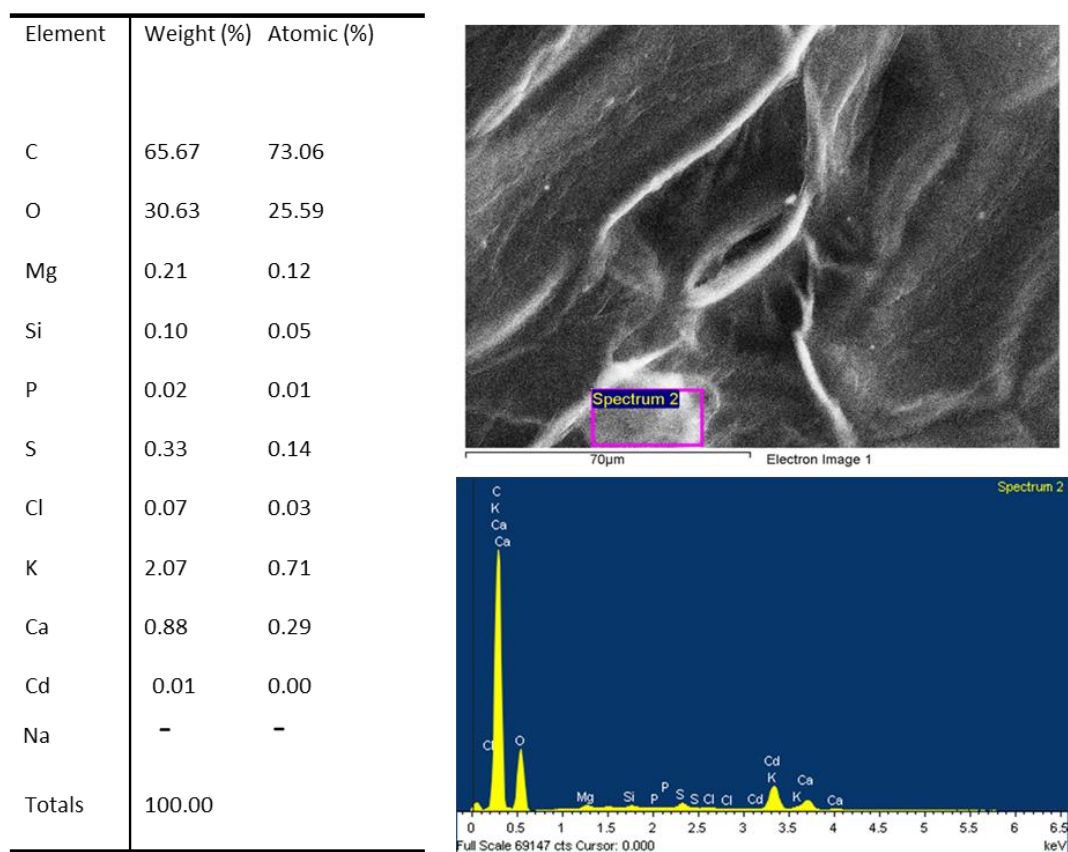 Element Weight (%) Atomic (%)
C 65.67 73.06
O 30.63 25.59
Mg 0.21 0.12
Si 0.10 0.05
P 0.02 0.01
S 0.33 0.14
Cl 0.07 0.03
K 2.07 0.71
Ca 0.88 0.29
Cd 0.01 0.00
Na - -
Totals 100.00
Spectrum 2
70µm Electron Image 1
Spectrum 2
C
K
Ca
Ca
Cl O
Mg Si P P S S Cl Cl Cd
Cd
K K
Ca Ca
0 0.5 1 1.5 2 2.5 3 3.5 4 4.5 5 5.5 6 6.5
Full Scale 69147 cts Cursor: 0.000 keV